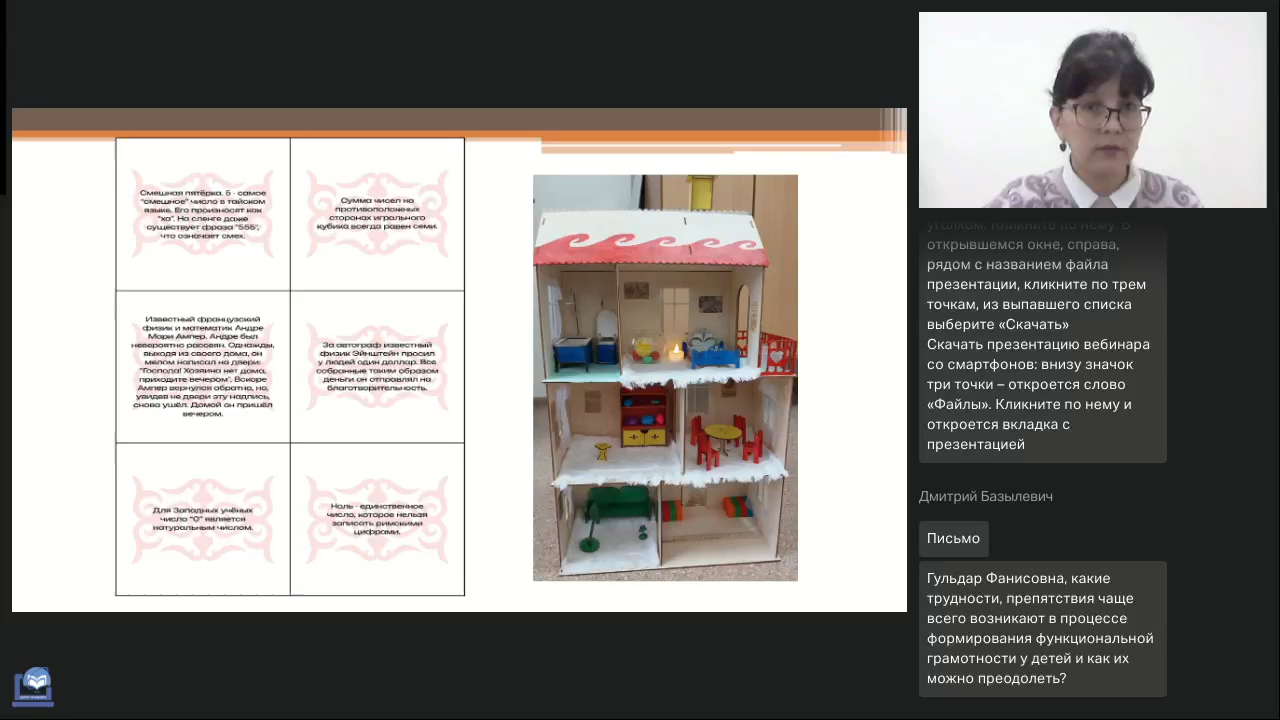 Смешная пятёрка. 5 - самое
"смешное" число в тайском
языке. Его произносят как
"ха". На сленге даже
существует фраза "555",
что означает смех.
Сумма чисел на
противоположных
сторонах игрального
кубика всегда равен семи.
Известный французский
физик и математик Андре
Мари Ампер. Андре был
невероятно рассеян. Однажды,
выходя из своего дома, он
мелом написал на двери:
"Господа! Хозяина нет дома,
приходите вечером". Вскоре
Ампер вернулся обратно, но,
увидев не двери эту надпись,
снова ушёл. Домой он пришёл
вечером.
За автограф известный
физик Эйнштейн просил
у людей один доллар. Все
собранные таким образом
деньги он отправлял на
благотворительность.
Для Западных учёных
число "0" является
натуральным числом.
Ноль - единственное
число, которое нельзя
записать римскими
цифрами.
уголком. Кликните по нему. В
открывшемся окне, справа,
рядом с названием файла
презентации, кликните по трем
точкам, из выпавшего списка
выберите «Скачать»
Скачать презентацию вебинара
со смартфонов: внизу значок
три точки – откроется слово
«Файлы». Кликните по нему и
откроется вкладка с
презентацией
Дмитрий Базылевич
Письмо
Гульдар Фанисовна, какие
трудности, препятствия чаще
всего возникают в процессе
формирования функциональной
грамотности у детей и как их
можно преодолеть?